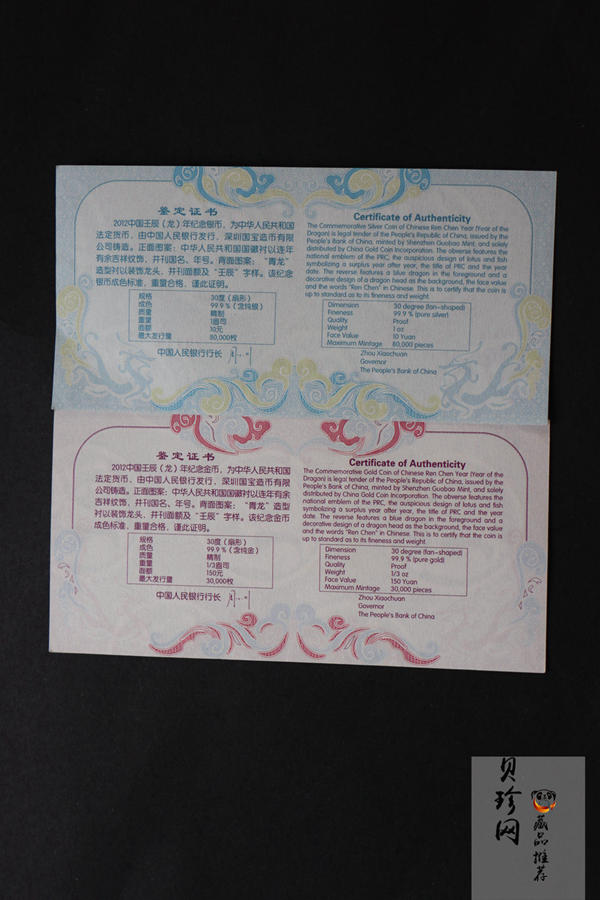 鉴定证书
2012中国壬辰（龙）年纪念银币，为中华人民共和国
法定货币，由中国人民银行发行，深圳国宝造币有限
公司铸造。正面图案：中华人民共和国国徽衬以连年
有余吉祥纹饰，并刊国名、年号。背面图案：“青龙”
造型衬以装饰龙头，并刊面额及“壬辰”字样。该纪念
银币成色标准、重量合格，谨此证明。
规格 30度（扇形）
成色 99.9%（含纯银）
质量 精制
重量 1盎司
面额 10元
最大发行量 80,000枚
中国人民银行行长
Certificate of Authenticity
The Commemorative Silver Coin of Chinese Ren Chen Year (Year of the
Dragon) is legal tender of the People's Republic of China, issued by the
People's Bank of China, minted by Shenzhen Guobao Mint, and solely
distributed by China Gold Coin Incorporation. The obverse features the
national emblem of the PRC, the auspicious design of lotus and fish
symbolizing a surplus year after year, the title of PRC and the year
date. The reverse features a blue dragon in the foreground and a
decorative design of a dragon head as the background, the face value
and the words "Ren Chen" in Chinese. This is to certify that the coin is
up to standard as to its fineness and weight.
Dimension 30 degree (fan-shaped)
Fineness 99.9 % (pure silver)
Quality Proof
Weight 1 oz
Face Value 10 Yuan
Maximum Mintage 80,000 pieces
Zhou Xiaochuan
Governor
The People's Bank of China
鉴定证书
2012中国壬辰（龙）年纪念金币，为中华人民共和国
法定货币，由中国人民银行发行，深圳国宝造币有限
公司铸造。正面图案：中华人民共和国国徽衬以连年有余
吉祥纹饰，并刊国名、年号。背面图案：“青龙”造型
衬以装饰龙头，并刊面额及“壬辰”字样。该纪念金币
成色标准、重量合格，谨此证明。
规格 30度（扇形）
成色 99.9%（含纯金）
质量 精制
重量 1/3盎司
面额 150元
最大发行量 30,000枚
中国人民银行行长
Certificate of Authenticity
The Commemorative Gold Coin of Chinese Ren Chen Year (Year of the
Dragon) is legal tender of the People's Republic of China, issued by the
People's Bank of China, minted by Shenzhen Guobao Mint, and solely
distributed by China Gold Coin Incorporation. The obverse features the
national emblem of the PRC, the auspicious design of lotus and fish
symbolizing a surplus year after year, the title of PRC and the year
date. The reverse features a blue dragon in the foreground and a
decorative design of a dragon head as the background, the face value
and the words "Ren Chen" in Chinese. This is to certify that the coin is
up to standard as to its fineness and weight.
Dimension 30 degree (fan-shaped)
Fineness 99.9 % (pure gold)
Quality Proof
Weight 1/3 oz
Face Value 150 Yuan
Maximum Mintage 30,000 pieces
Zhou Xiaochuan
Governor
The People's Bank of China
贝珍网
藏品推荐